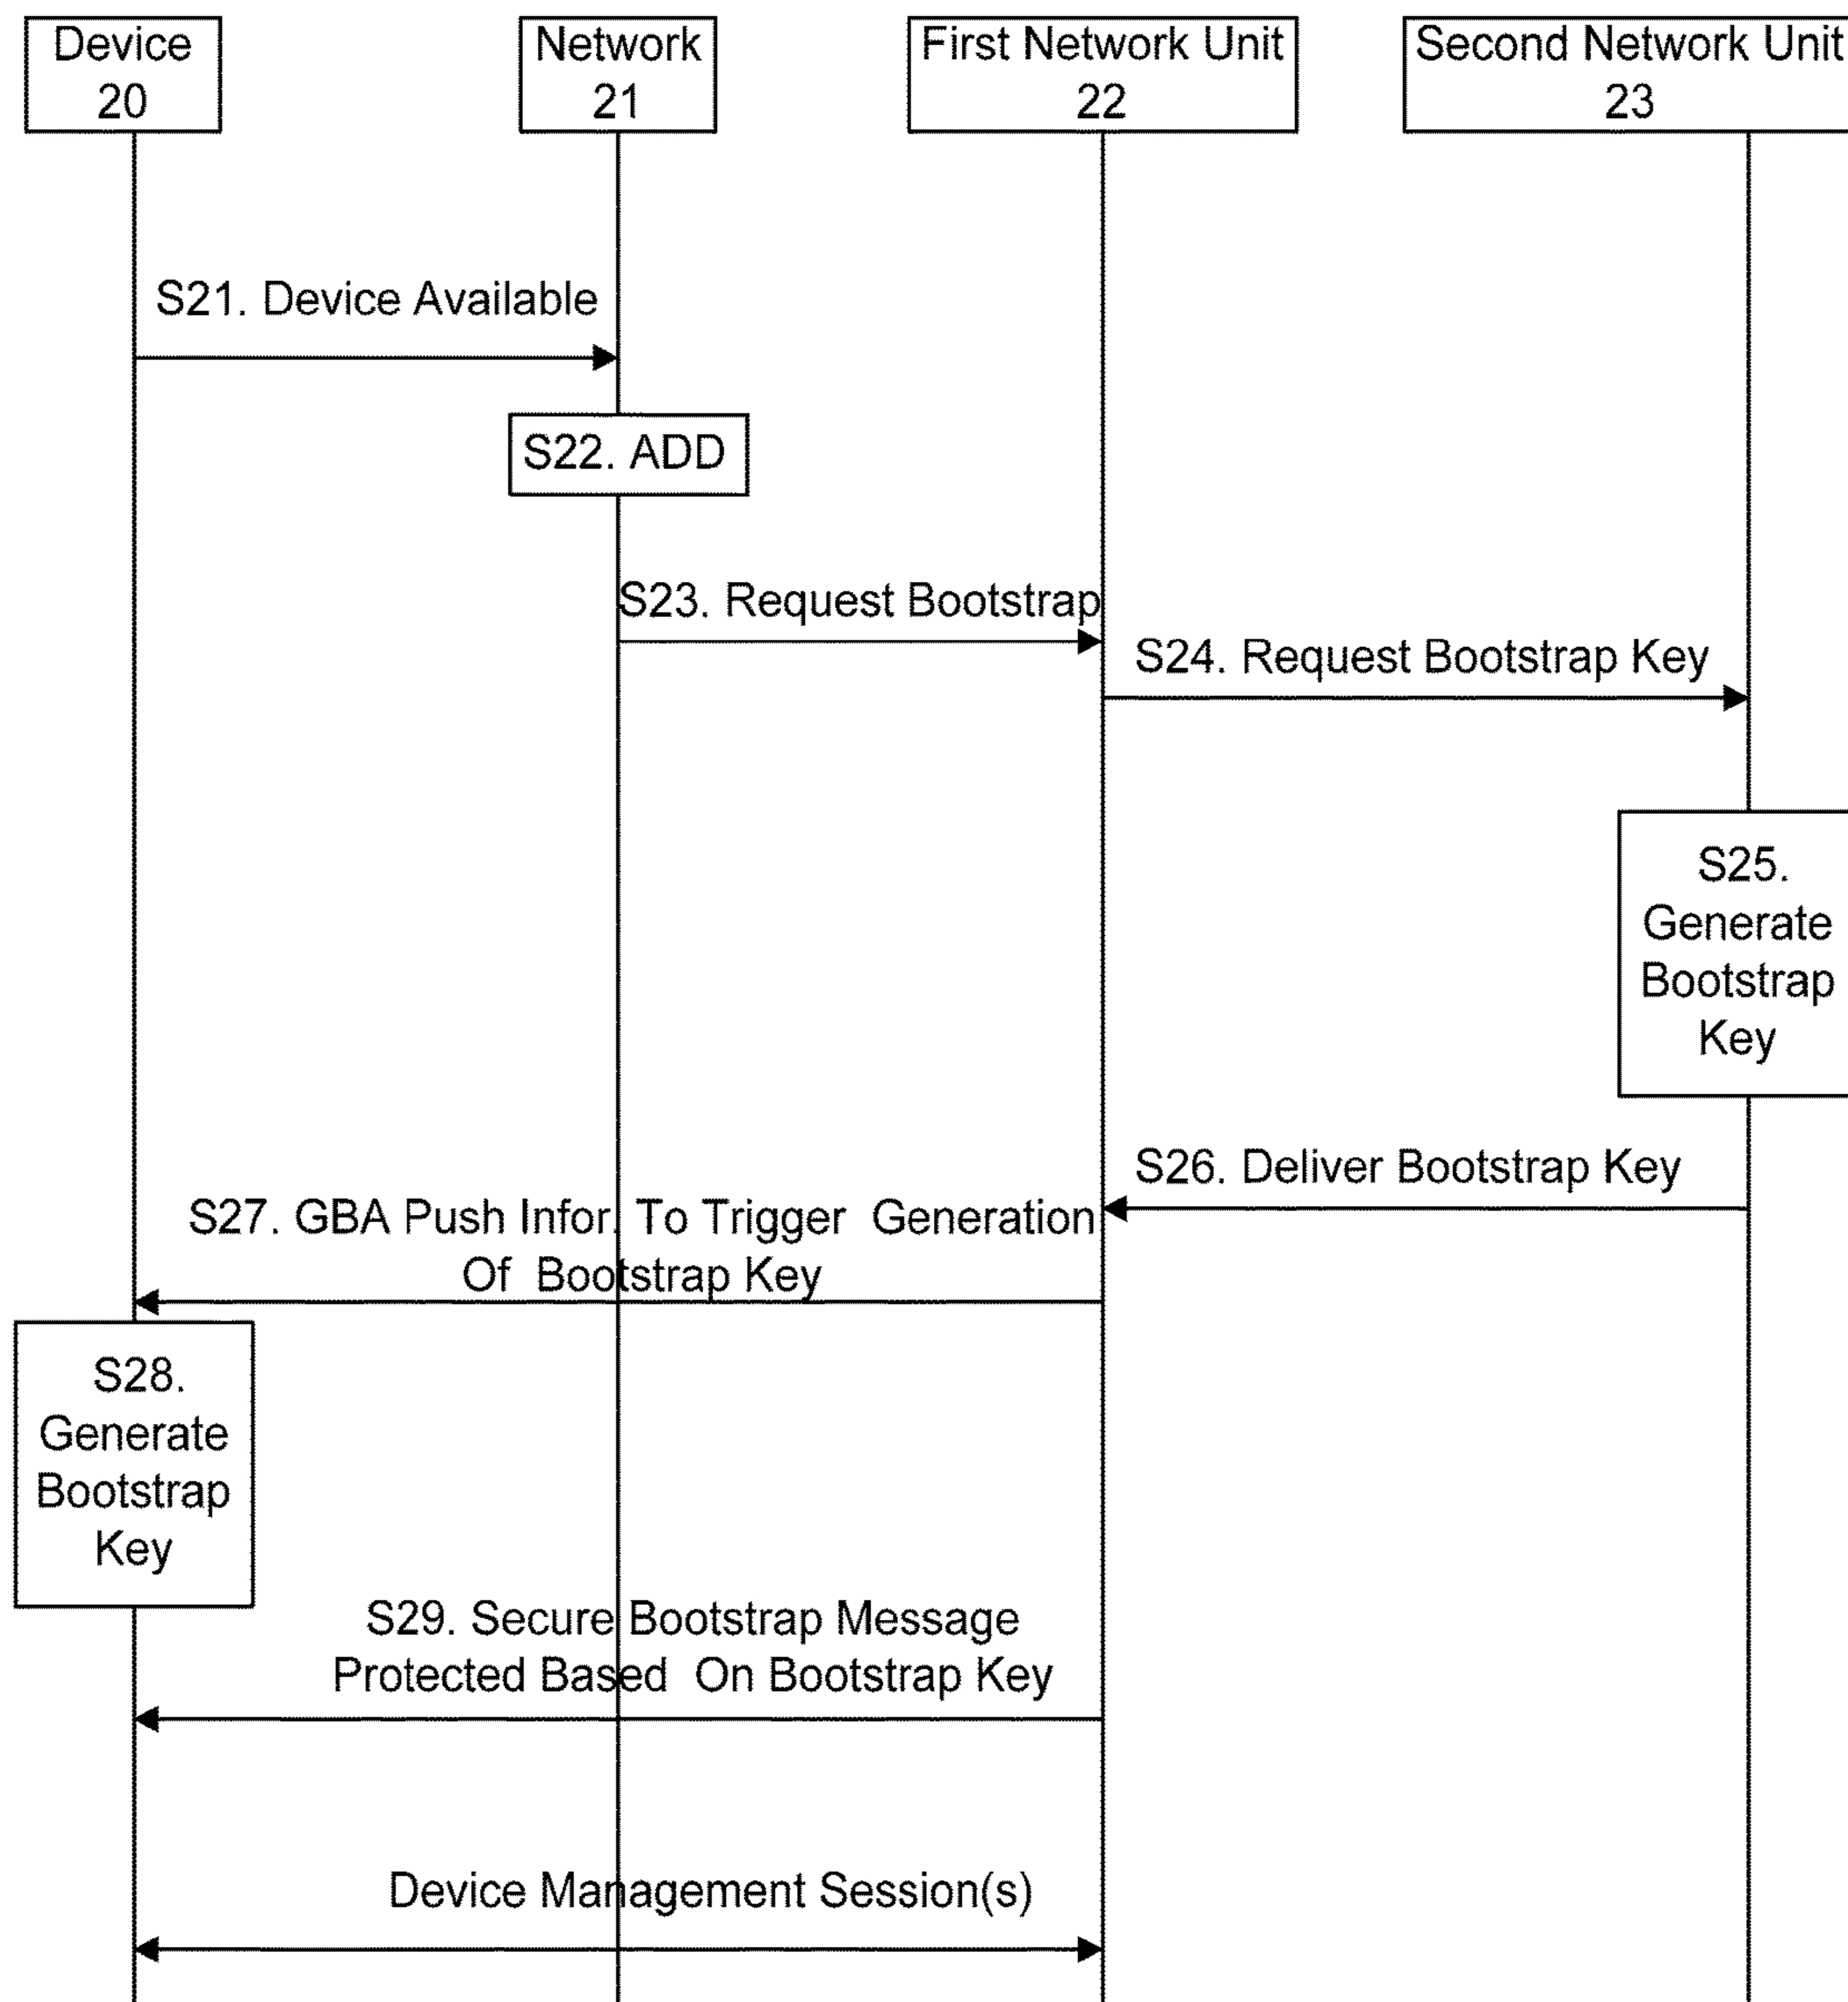 Device
20
Network
21
First Network Unit
22
Second Network Unit
23
S21. Device Available
S22. ADD
S23. Request Bootstrap
S24. Request Bootstrap Key
S25.
Generate
Bootstrap
Key
S26. Deliver Bootstrap Key
S27. GBA Push Infor. To Trigger Generation
Of Bootstrap Key
S28.
Generate
Bootstrap
Key
S29. Secure Bootstrap Message
Protected Based On Bootstrap Key
Device Management Session(s)